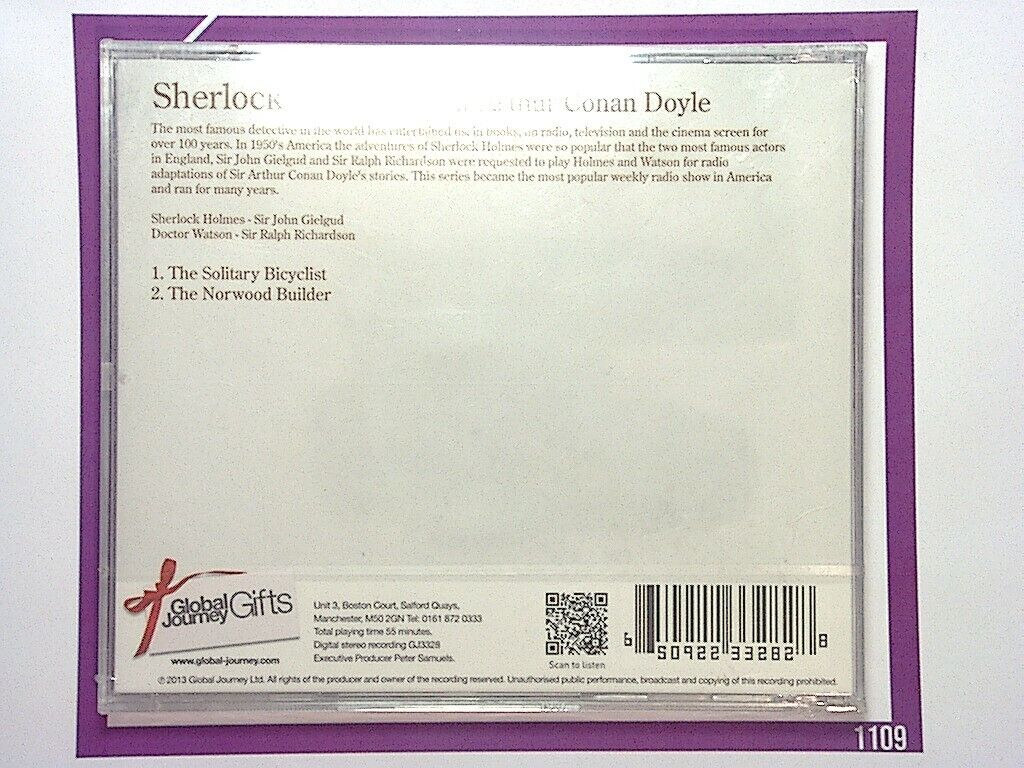 Sherlock Arthur Conan Doyle
The most famous detective in the world has entertained us in books, on radio, television and the cinema screen for
over 100 years. In 1950's America the adventures of Sherlock Holmes were so popular that the two most famous actors
in England, Sir John Gielgud and Sir Ralph Richardson were requested to play Holmes and Watson for radio
adaptations of Sir Arthur Conan Doyle's stories. This series became the most popular weekly radio show in America
and ran for many years.
Sherlock Holmes - Sir John Gielgud
Doctor Watson - Sir Ralph Richardson
1. The Solitary Bicyclist
2. The Norwood Builder
Global Journey Gifts
www.global-journey.com
Unit 3, Boston Court, Salford Quays,
Manchester, M50 2GN Tel: 0161 872 0333
Total playing time 55 minutes.
Digital stereo recording GJ3328
Executive Producer Peter Samuels.
Scan to listen
6 50922 33282 8
℗ 2013 Global Journey Ltd. All rights of the producer and owner of the recording reserved. Unauthorised public performance, broadcast and copying of this recording prohibited.
1109